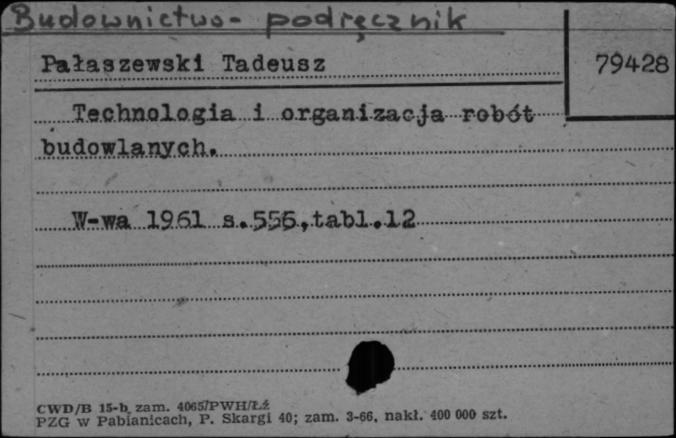 Budownictwo - podręcznik
Pałaszewski Tadeusz
79428
Technologia i organizacja robót
budowlanych.
W-wa 1961 s.556,tabl.12
CWD/B 15-b zam. 4065/PWH/Łź
PZG w Pabianicach, P. Skargi 40; zam. 3-66, nakł. 400 000 szt.